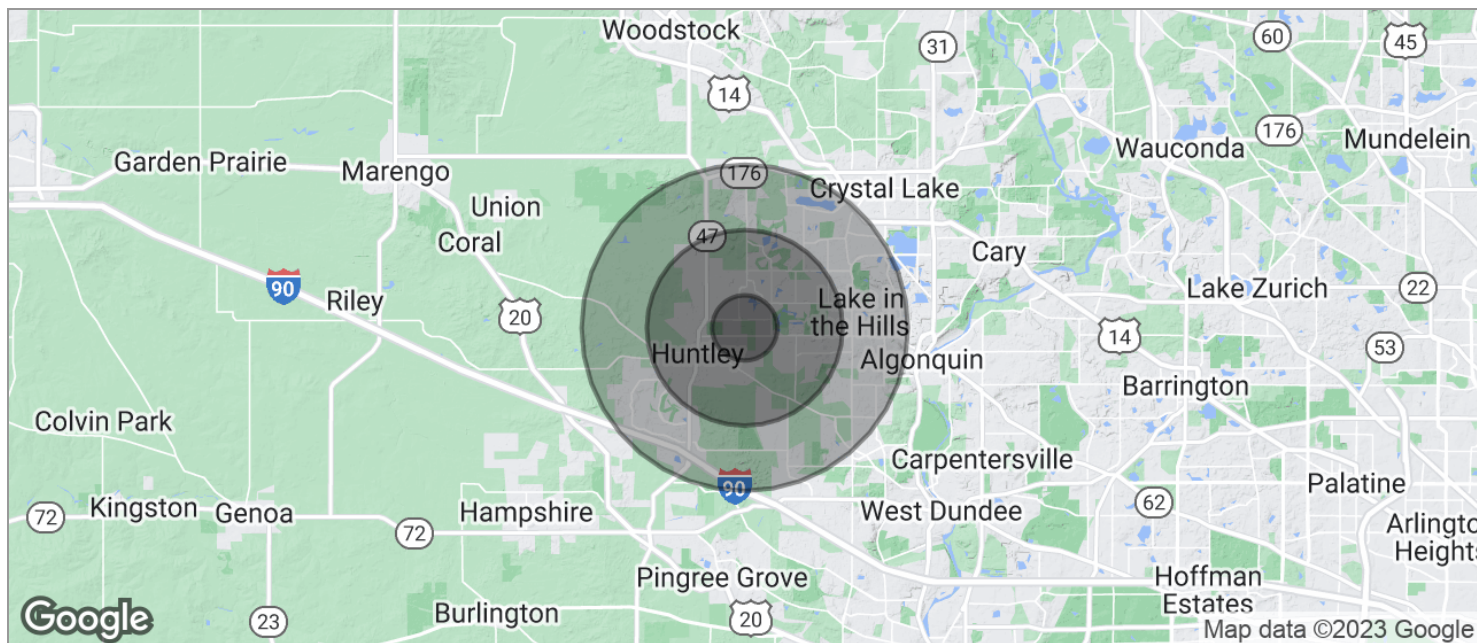 Woodstock
31
60
45
14
176
Wauconda
Mundelein
Garden Prairie
Marengo
176
Crystal Lake
Union
47
Coral
Cary
90
Riley
20
Lake in
the Hills
Lake Zurich
22
14
53
Huntley
Algonquin
Barrington
Colvin Park
Carpentersville
90
Palatine
62
72
Kingston
Genoa
72
Hampshire
West Dundee
Arlingto
Heights
Pingree Grove
Hoffman
Estates
Google
23
Burlington
20
Map data ©2023 Google